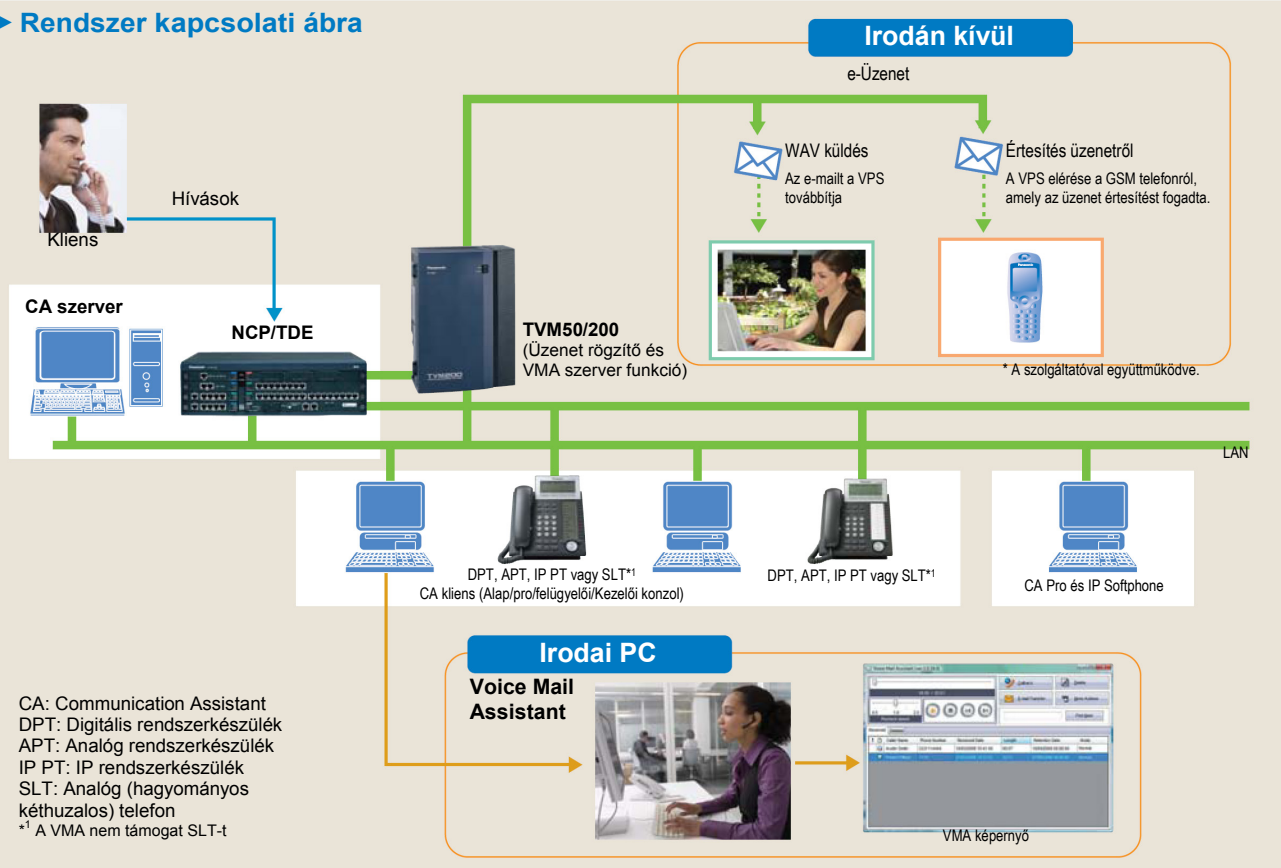 Rendszer kapcsolati ábra
Irodán kívül
e-Üzenet
WAV küldés
Az e-mailt a VPS
továbbítja
Értesítés üzenetről
A VPS elérése a GSM telefonról,
amely az üzenet értesítést fogadta.
* A szolgáltatóval együttműködve.
Hívások
Kliens
CA szerver
NCP/TDE
Panasonic
TVM200
TVM50/200
(Üzenet rögzítő és
VMA szerver funkció)
LAN
DPT, APT, IP PT vagy SLT*1
CA kliens (Alap/pro/felügyelői/Kezelői konzol)
DPT, APT, IP PT vagy SLT*1
CA Pro és IP Softphone
Irodai PC
Voice Mail
Assistant
VMA képernyő
CA: Communication Assistant
DPT: Digitális rendszerkészülék
APT: Analóg rendszerkészülék
IP PT: IP rendszerkészülék
SLT: Analóg (hagyományos
kéthuzalos) telefon
*1 A VMA nem támogat SLT-t